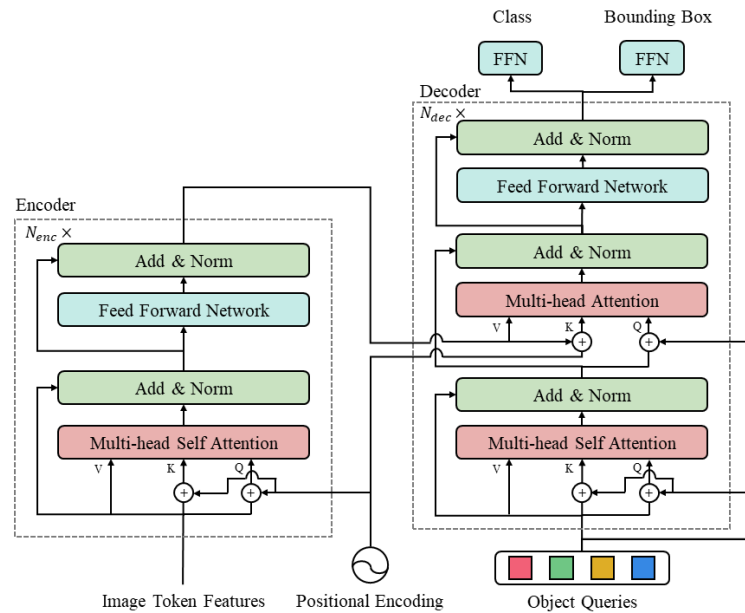 Class
Bounding Box
FFN
FFN
Decoder
N_dec ×
Add & Norm
Feed Forward Network
Add & Norm
Multi-head Attention
V
K
Q
+
+
Add & Norm
Multi-head Self Attention
V
K
Q
+
+
Object Queries
Encoder
N_enc ×
Add & Norm
Feed Forward Network
Add & Norm
Multi-head Self Attention
V
K
Q
+
+
Image Token Features
Positional Encoding